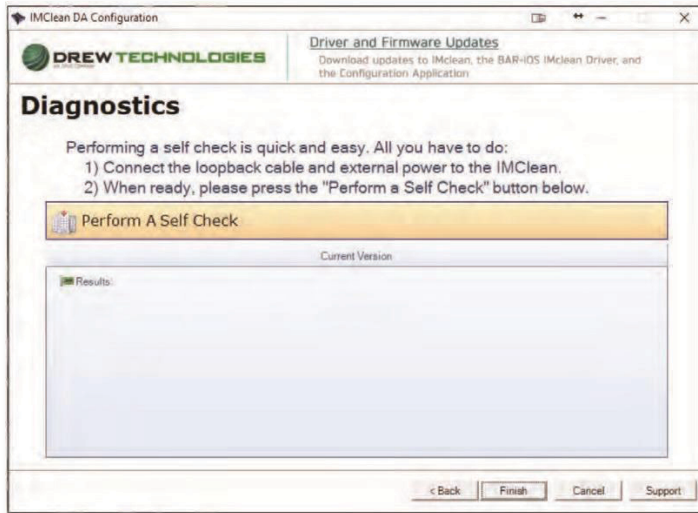 IMClean DA Configuration
DREW TECHNOLOGIES
Driver and Firmware Updates
Download updates to IMclean, the BAR-iOS IMclean Driver, and
the Configuration Application
Diagnostics
Performing a self check is quick and easy. All you have to do:
1) Connect the loopback cable and external power to the IMClean.
2) When ready, please press the "Perform a Self Check" button below.
Perform A Self Check
Current Version
Results:
< Back
Finish
Cancel
Support